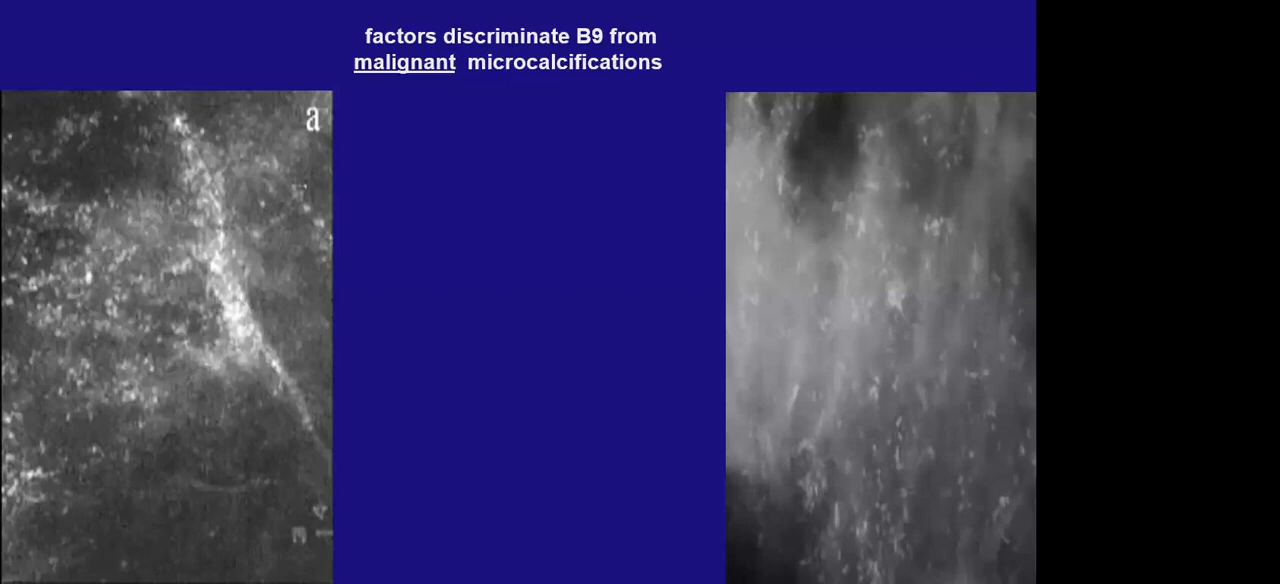 factors discriminate B9 from
malignant microcalcifications
a